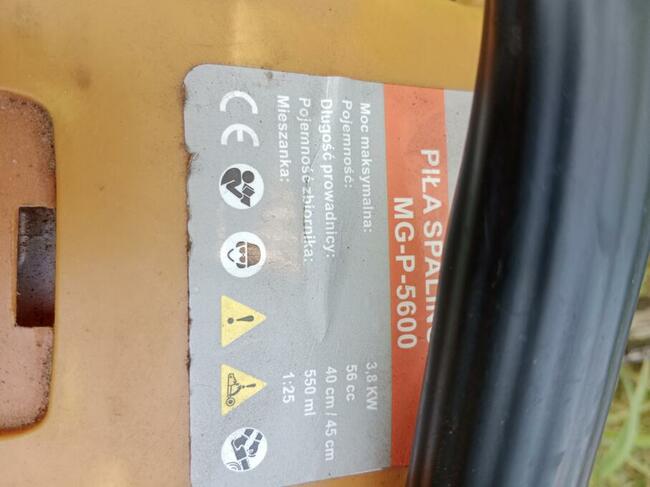 PIŁA SPALINO
MG-P-5600
Moc maksymalna: 3,8 KW
Pojemność: 56 cc
Długość prowadnicy: 40 cm / 45 cm
Pojemność zbiornika: 550 ml
Mieszanka: 1:25
CE